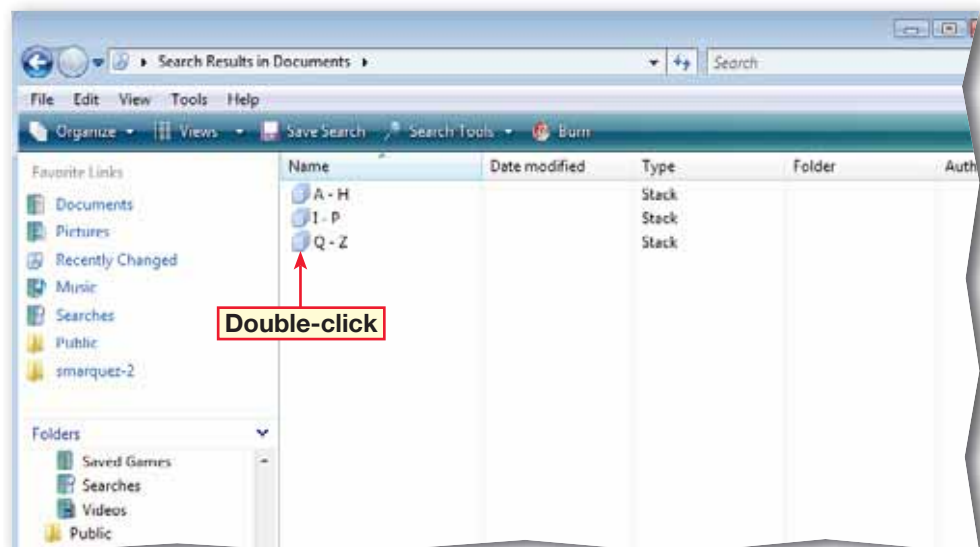 Search Results in Documents
Search
File Edit View Tools Help
Organize Views Save Search Search Tools Burn
Favorite Links
Documents
Pictures
Recently Changed
Music
Searches
Public
smarquez-2
Folders
Saved Games
Searches
Videos
Public
Name Date modified Type Folder Auth
A - H Stack
I - P Stack
Q - Z Stack
Double-click